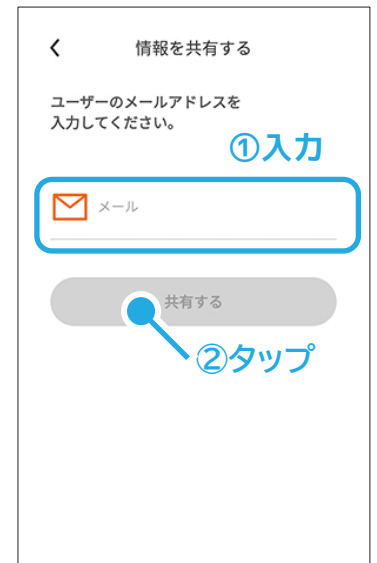 情報を共有する
ユーザーのメールアドレスを
入力してください。
①入力
メール
共有する
②タップ